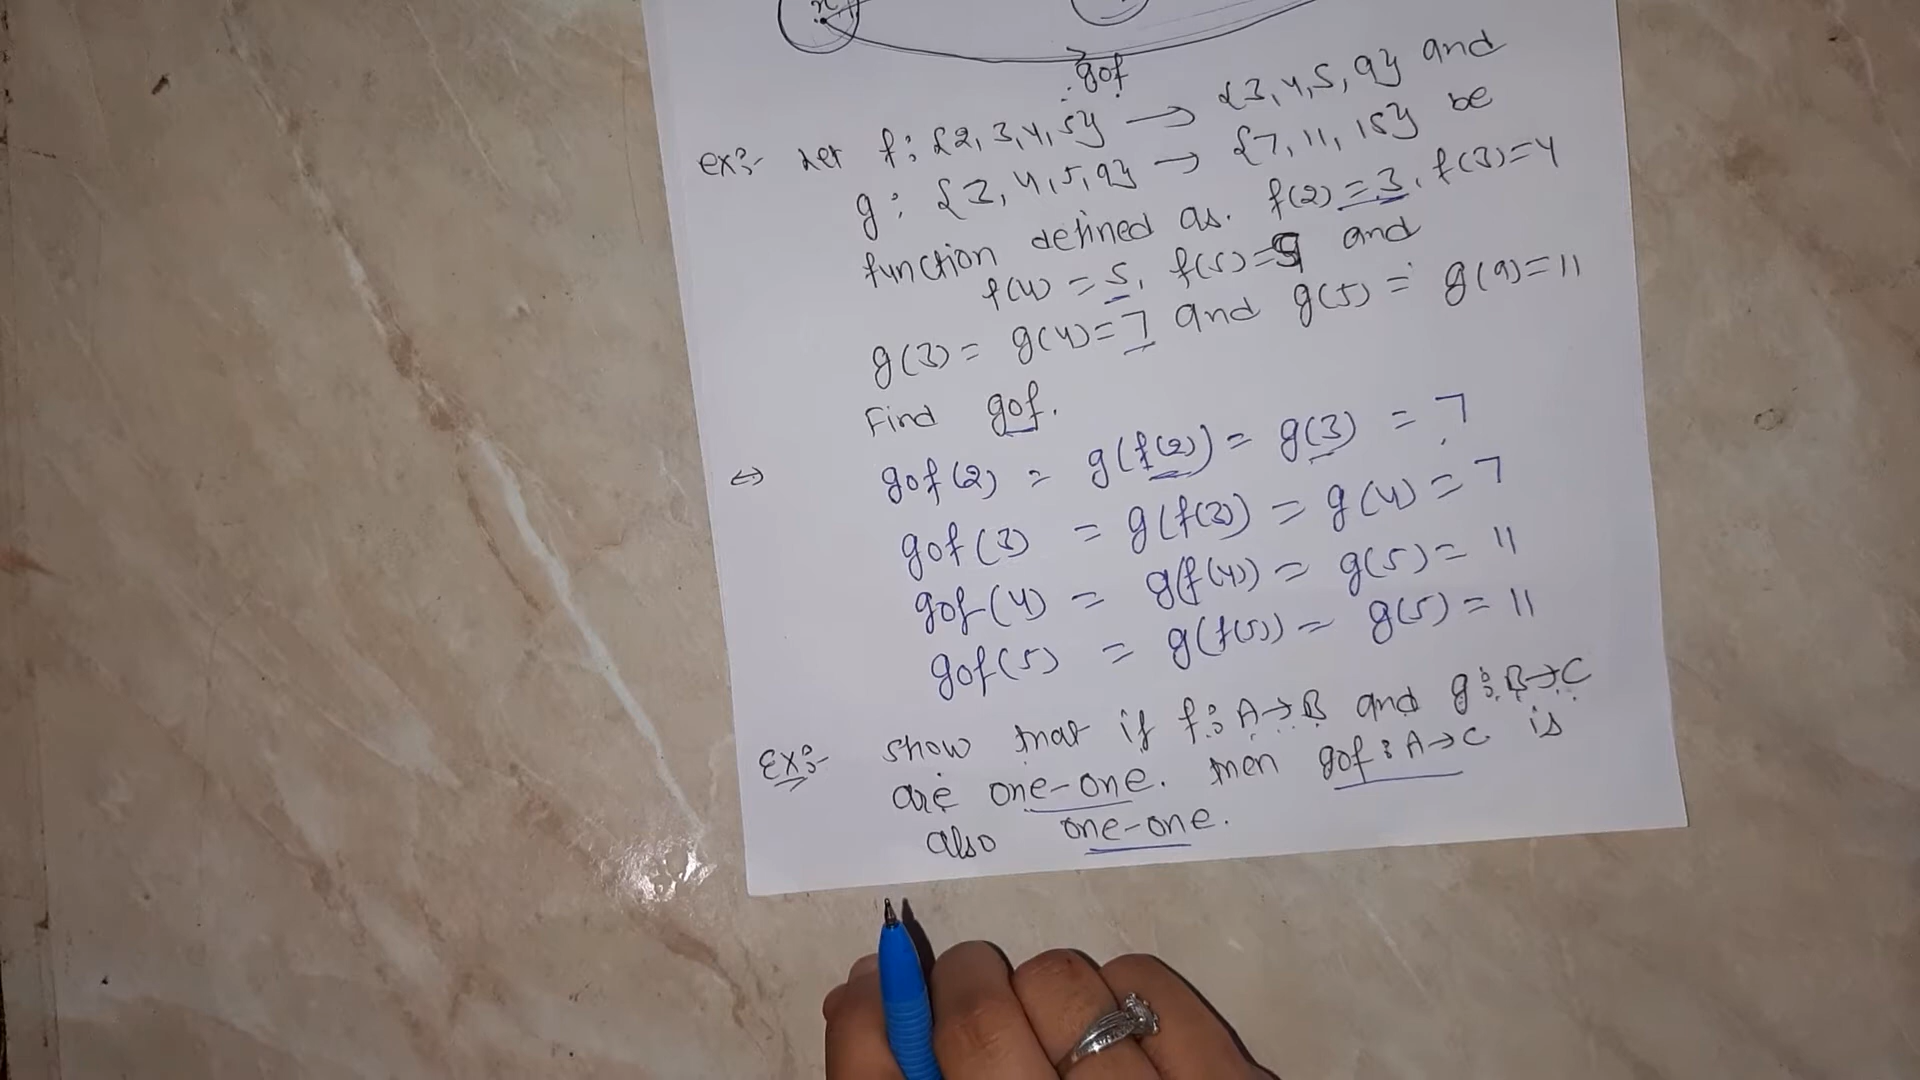 gof
ex:- Let f: {2, 3, 4, 5} → {3, 4, 5, 9} and
g: {3, 4, 5, 9} → {7, 11, 15} be
function defined as. f(2) = 3, f(3)=4
f(4) = 5, f(5)=9 and
g(3) = g(4)=7 and g(5) = g(9)=11
Find gof.
↔ gof(2) = g(f(2)) = g(3) = 7
gof(3) = g(f(3)) = g(4) = 7
gof(4) = g(f(4)) = g(5) = 11
gof(5) = g(f(5)) = g(5) = 11
Ex:- Show that if f: A→B and g: B→C
are one-one. then gof: A→C is
also one-one.